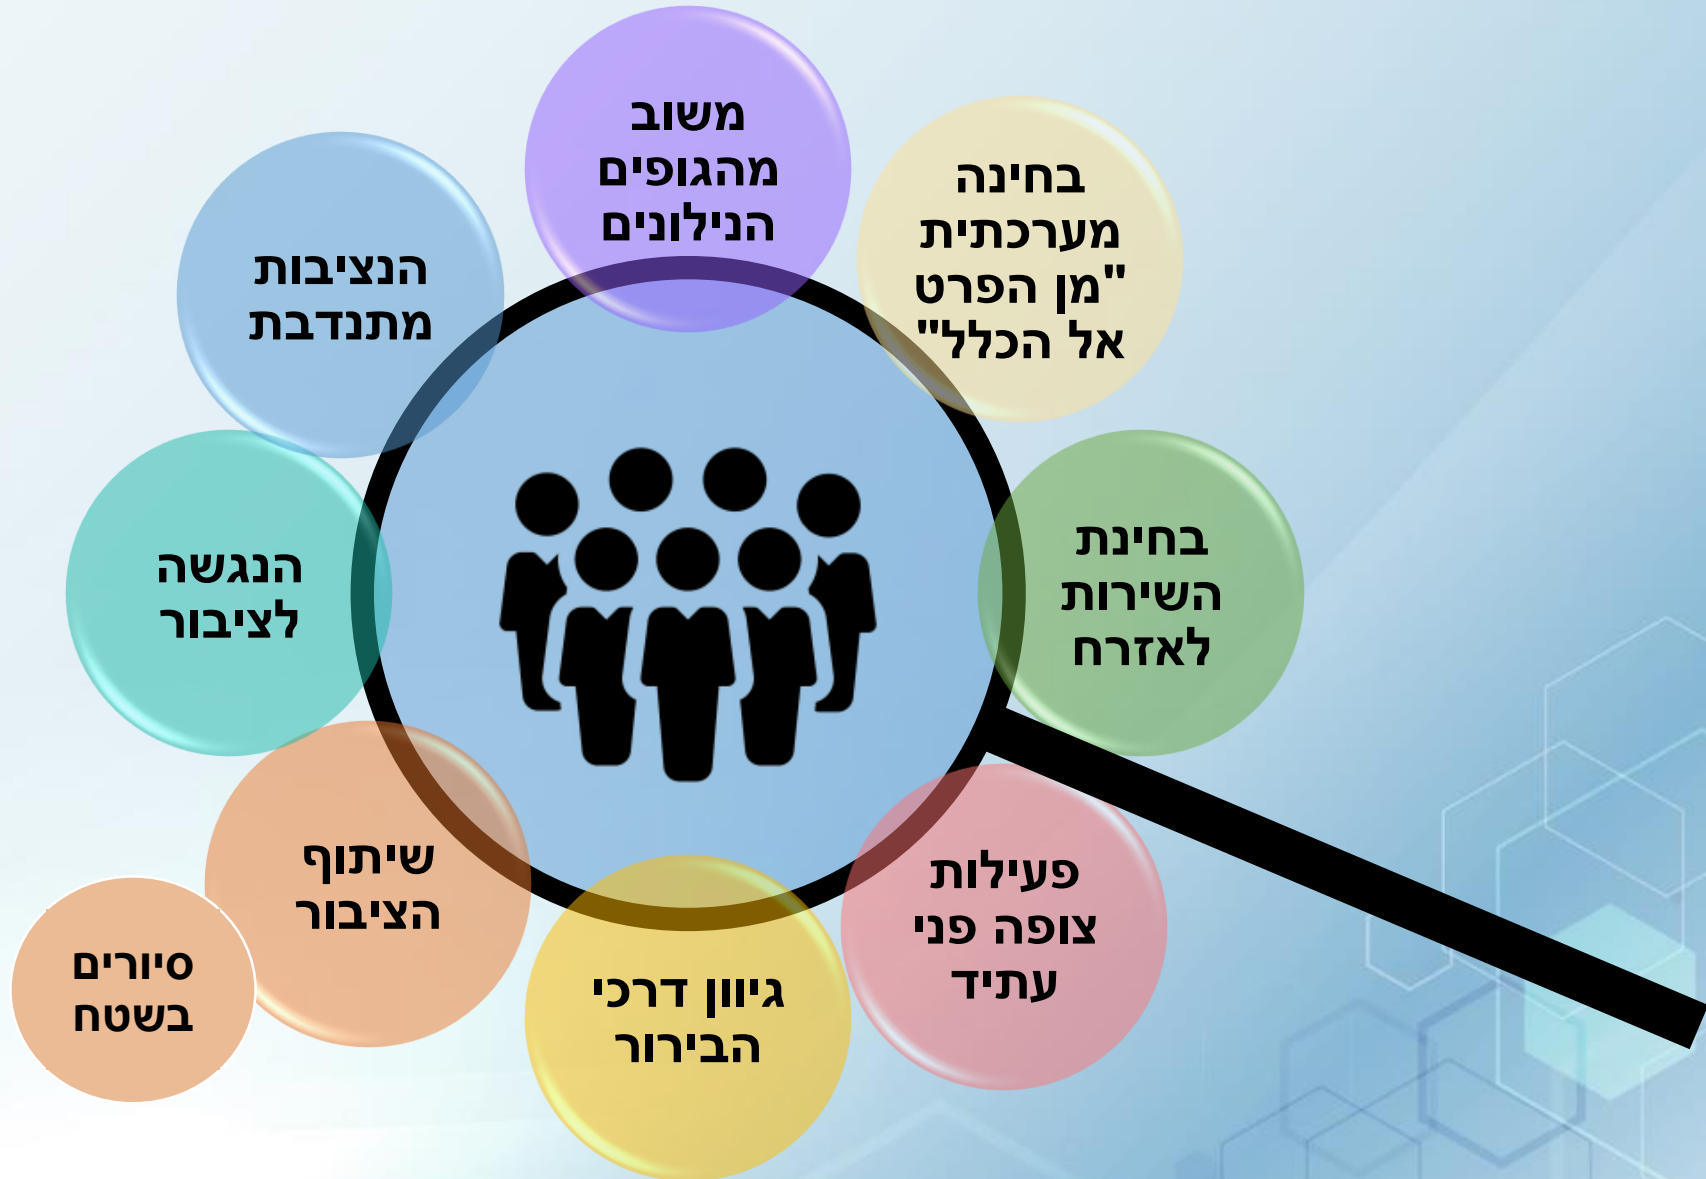 משוב
מהגופים
הנילונים
בחינה
מערכתית
"מן הפרט
אל הכלל"
בחינת
השירות
לאזרח
פעילות
צופה פני
עתיד
גיוון דרכי
הבירור
שיתוף
הציבור
סיורים
בשטח
הנגשה
לציבור
הנציבות
מתנדבת